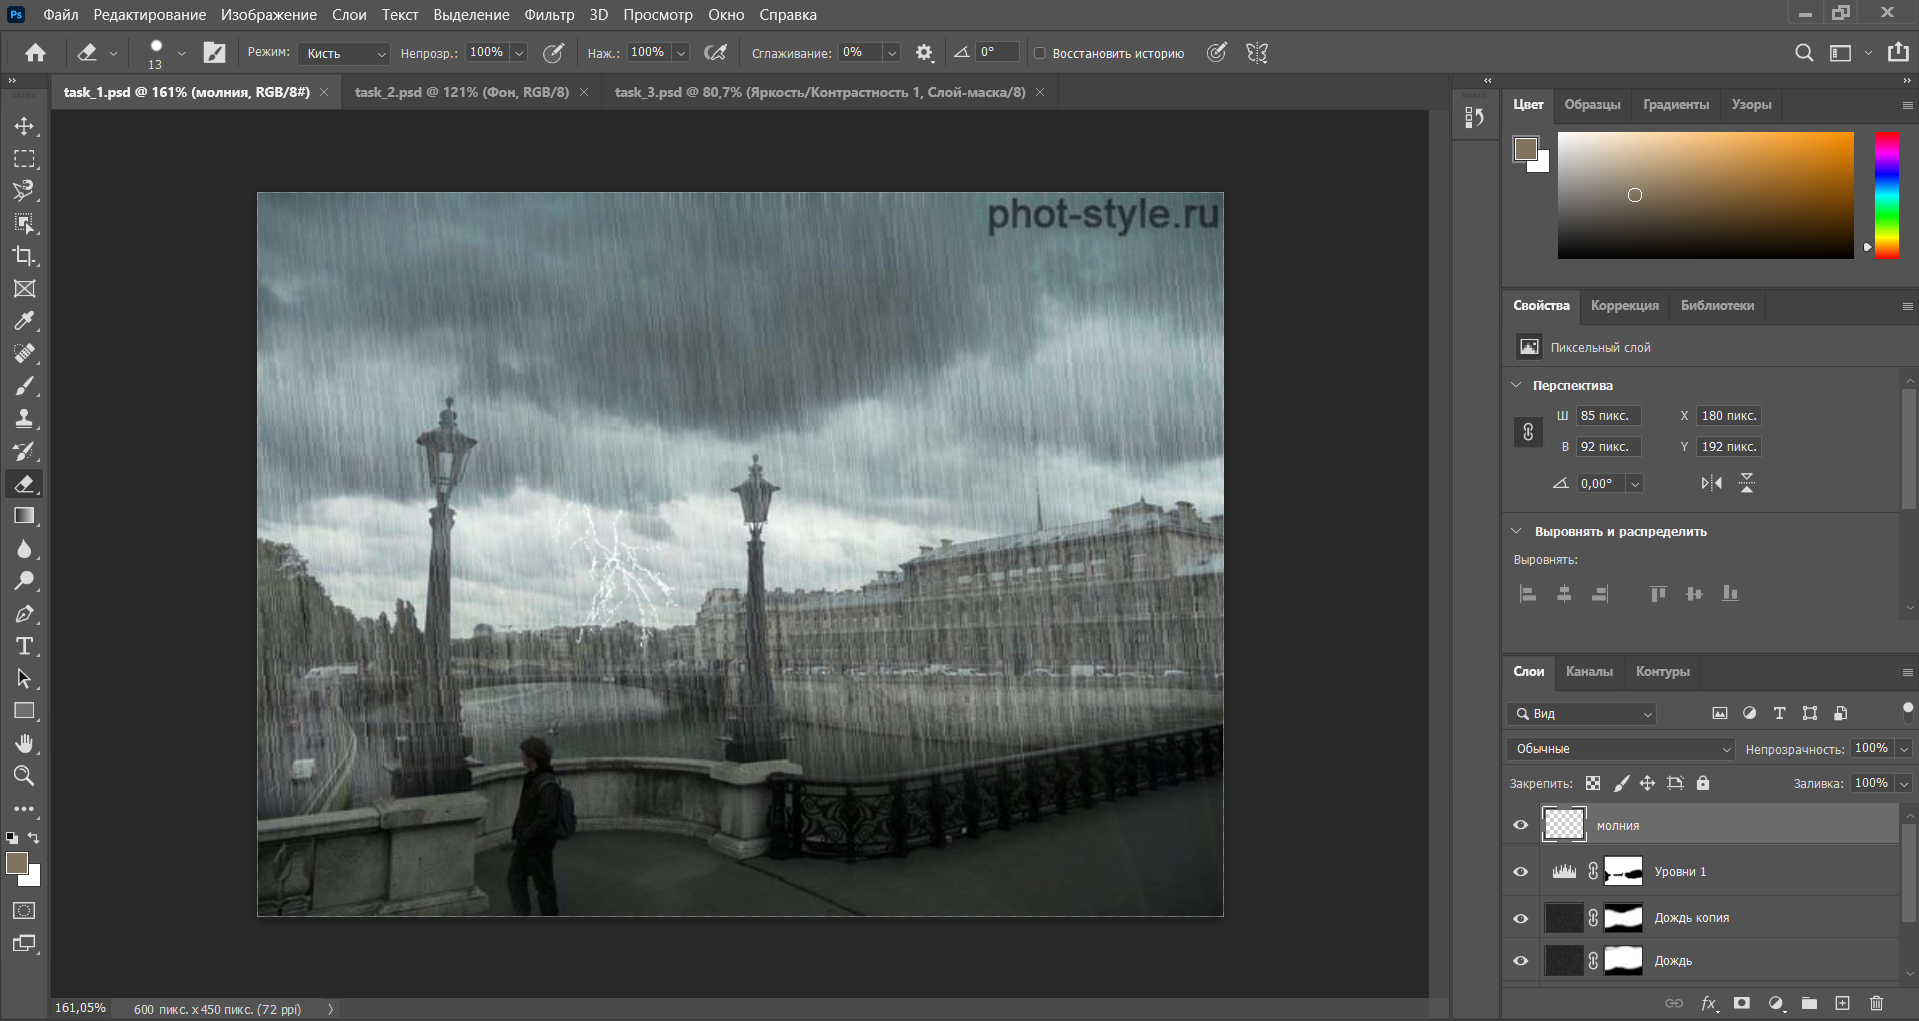 Ps Файл Редактирование Изображение Слои Текст Выделение Фильтр 3D Просмотр Окно Справка
13 Режим: Кисть Непрозр.: 100% Наж.: 100% Сглаживание: 0% 0° Восстановить историю
task_1.psd @ 161% (молния, RGB/8#) × task_2.psd @ 121% (Фон, RGB/8) × task_3.psd @ 80,7% (Яркость/Контрастность 1, Слой-маска/8) ×
phot-style.ru
Цвет Образцы Градиенты Узоры
Свойства Коррекция Библиотеки
Пиксельный слой
Перспектива
Ш 85 пикс. X 180 пикс.
В 92 пикс. Y 192 пикс.
0,00°
Выровнять и распределить
Выровнять:
Слои Каналы Контуры
Вид
Обычные Непрозрачность: 100%
Закрепить: Заливка: 100%
молния
Уровни 1
Дождь копия
Дождь
fx
161,05% 600 пикс. x 450 пикс. (72 ppi)